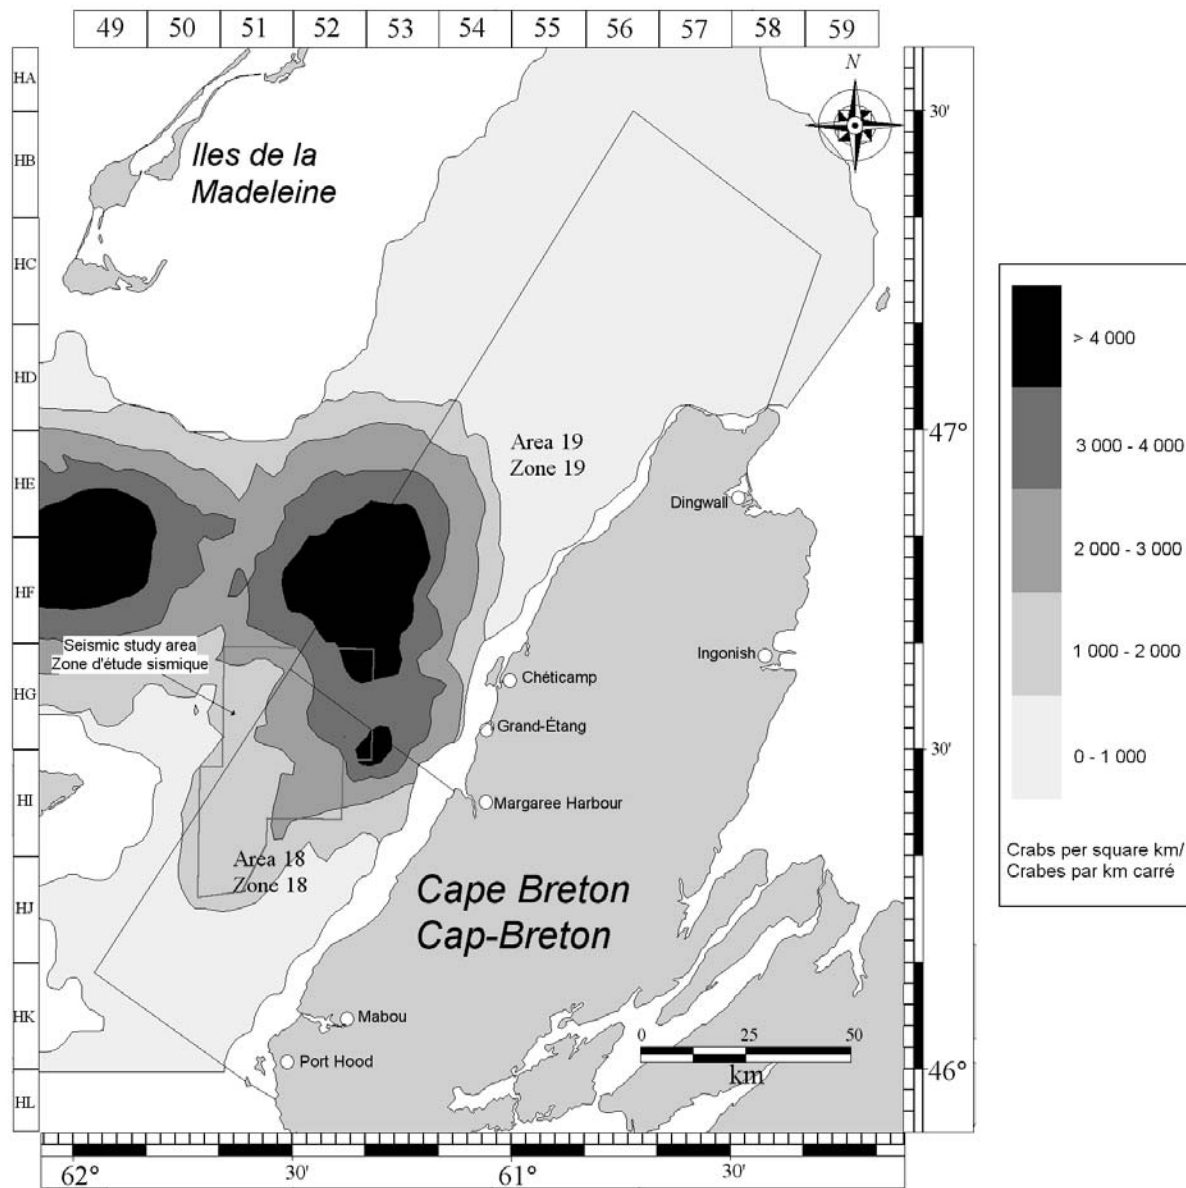 49 50 51 52 53 54 55 56 57 58 59
HA
HB
HC
HD
HE
HF
HG
HI
HJ
HK
HL
N
30'
47°
30'
46°
Iles de la
Madeleine
Area 19
Zone 19
Dingwall
Seismic study area
Zone d'étude sismique
Ingonish
Chéticamp
Grand-Étang
Margaree Harbour
Area 18
Zone 18
Cape Breton
Cap-Breton
Mabou
Port Hood
0 25 50
km
62° 30' 61° 30'
> 4 000
3 000 - 4 000
2 000 - 3 000
1 000 - 2 000
0 - 1 000
Crabs per square km/
Crabes par km carré